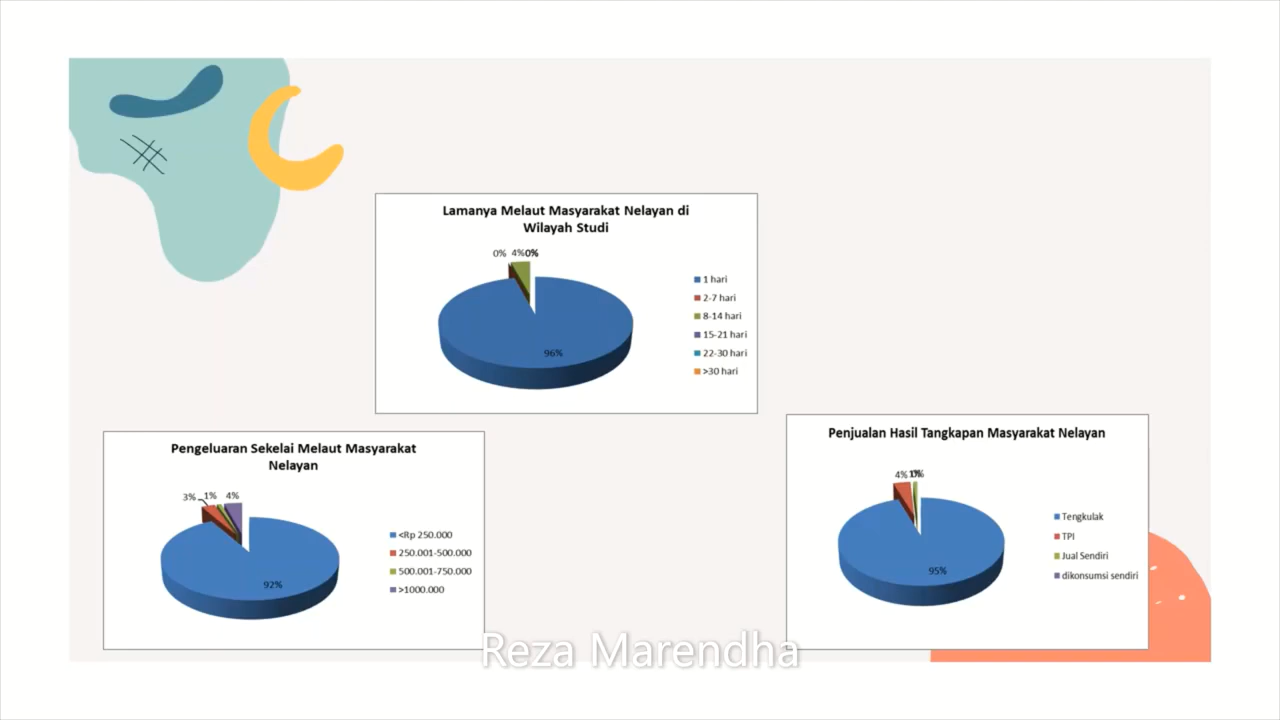 Lamanya Melaut Masyarakat Nelayan di
Wilayah Studi
0% 4% 0%
96%
1 hari
2-7 hari
8-14 hari
15-21 hari
22-30 hari
>30 hari
Pengeluaran Sekelai Melaut Masyarakat
Nelayan
3% 1% 4%
92%
<Rp 250.000
250.001-500.000
500.001-750.000
>1000.000
Penjualan Hasil Tangkapan Masyarakat Nelayan
4% 1%
95%
Tengkulak
TPI
Jual Sendiri
dikonsumsi sendiri
Reza Marendha